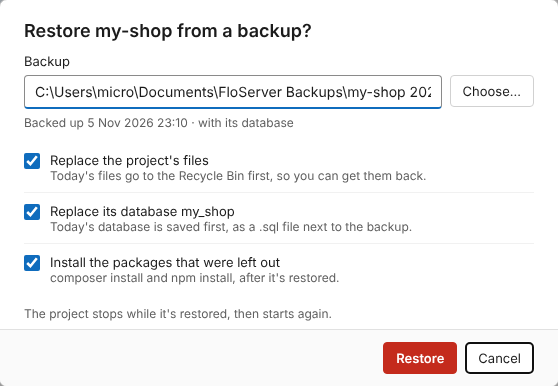 Restore my-shop from a backup?
Backup
C:\Users\micro\Documents\FloServer Backups\my-shop 202
Choose...
Backed up 5 Nov 2026 23:10 · with its database
Replace the project's files
Today's files go to the Recycle Bin first, so you can get them back.
Replace its database my_shop
Today's database is saved first, as a .sql file next to the backup.
Install the packages that were left out
composer install and npm install, after it's restored.
The project stops while it's restored, then starts again.
Restore
Cancel